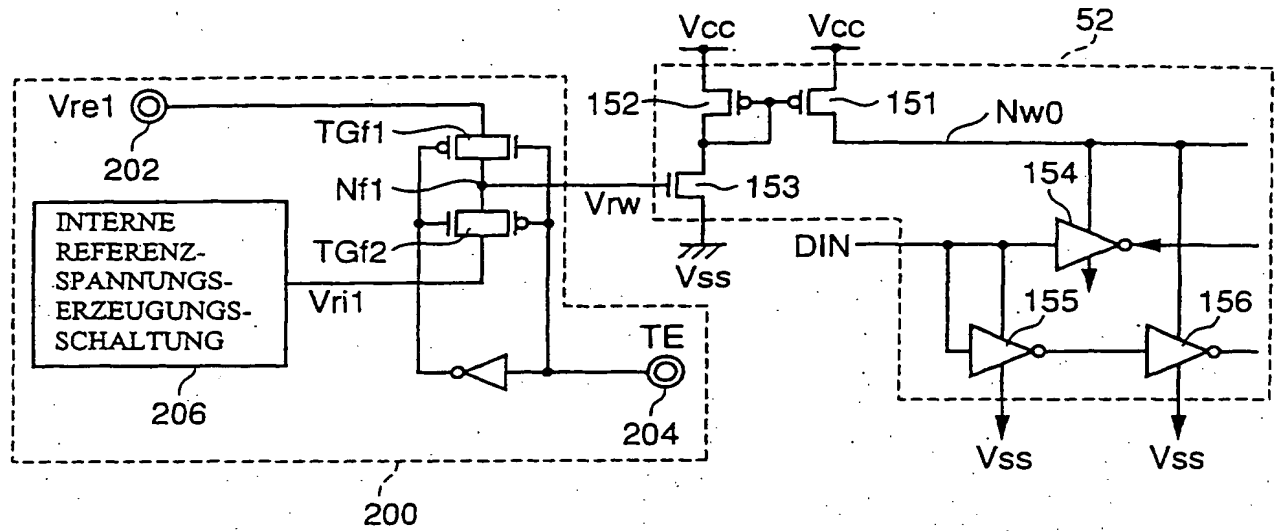 Vcc
Vcc
52
Vre1
202
TGf1
Nf1
TGf2
INTERNE
REFERENZ-
SPANNUNGS-
ERZEUGUNGS-
SCHALTUNG
206
Vri1
TE
204
200
Vrw
152
151
153
Vss
Nw0
154
DIN
155
156
Vss
Vss